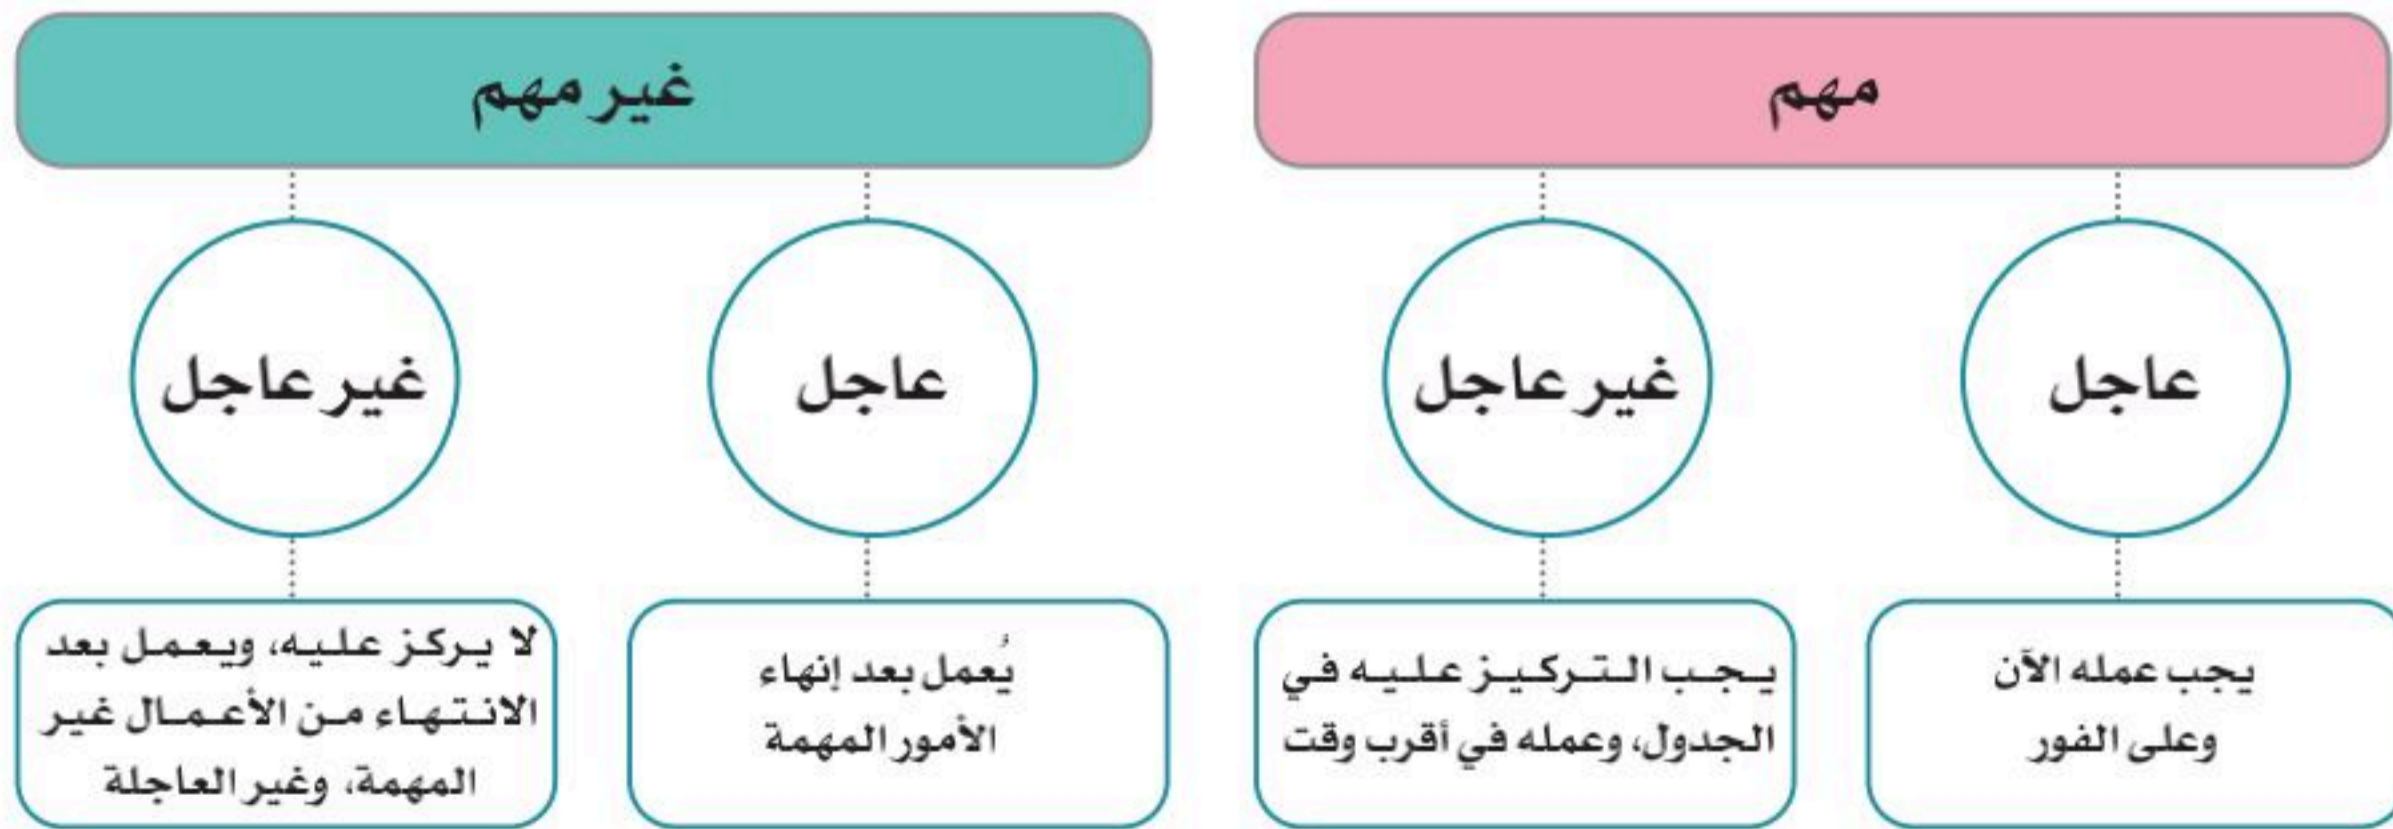 مهم
غير مهم
عاجل
غير عاجل
عاجل
غير عاجل
يجب عمله الآن
وعلى الفور
يجب التركيز عليه في
الجدول، وعمله في أقرب وقت
يُعمل بعد إنهاء
الأمور المهمة
لا يركز عليه، ويعمل بعد
الانتهاء من الأعمال غير
المهمة، وغير العاجلة